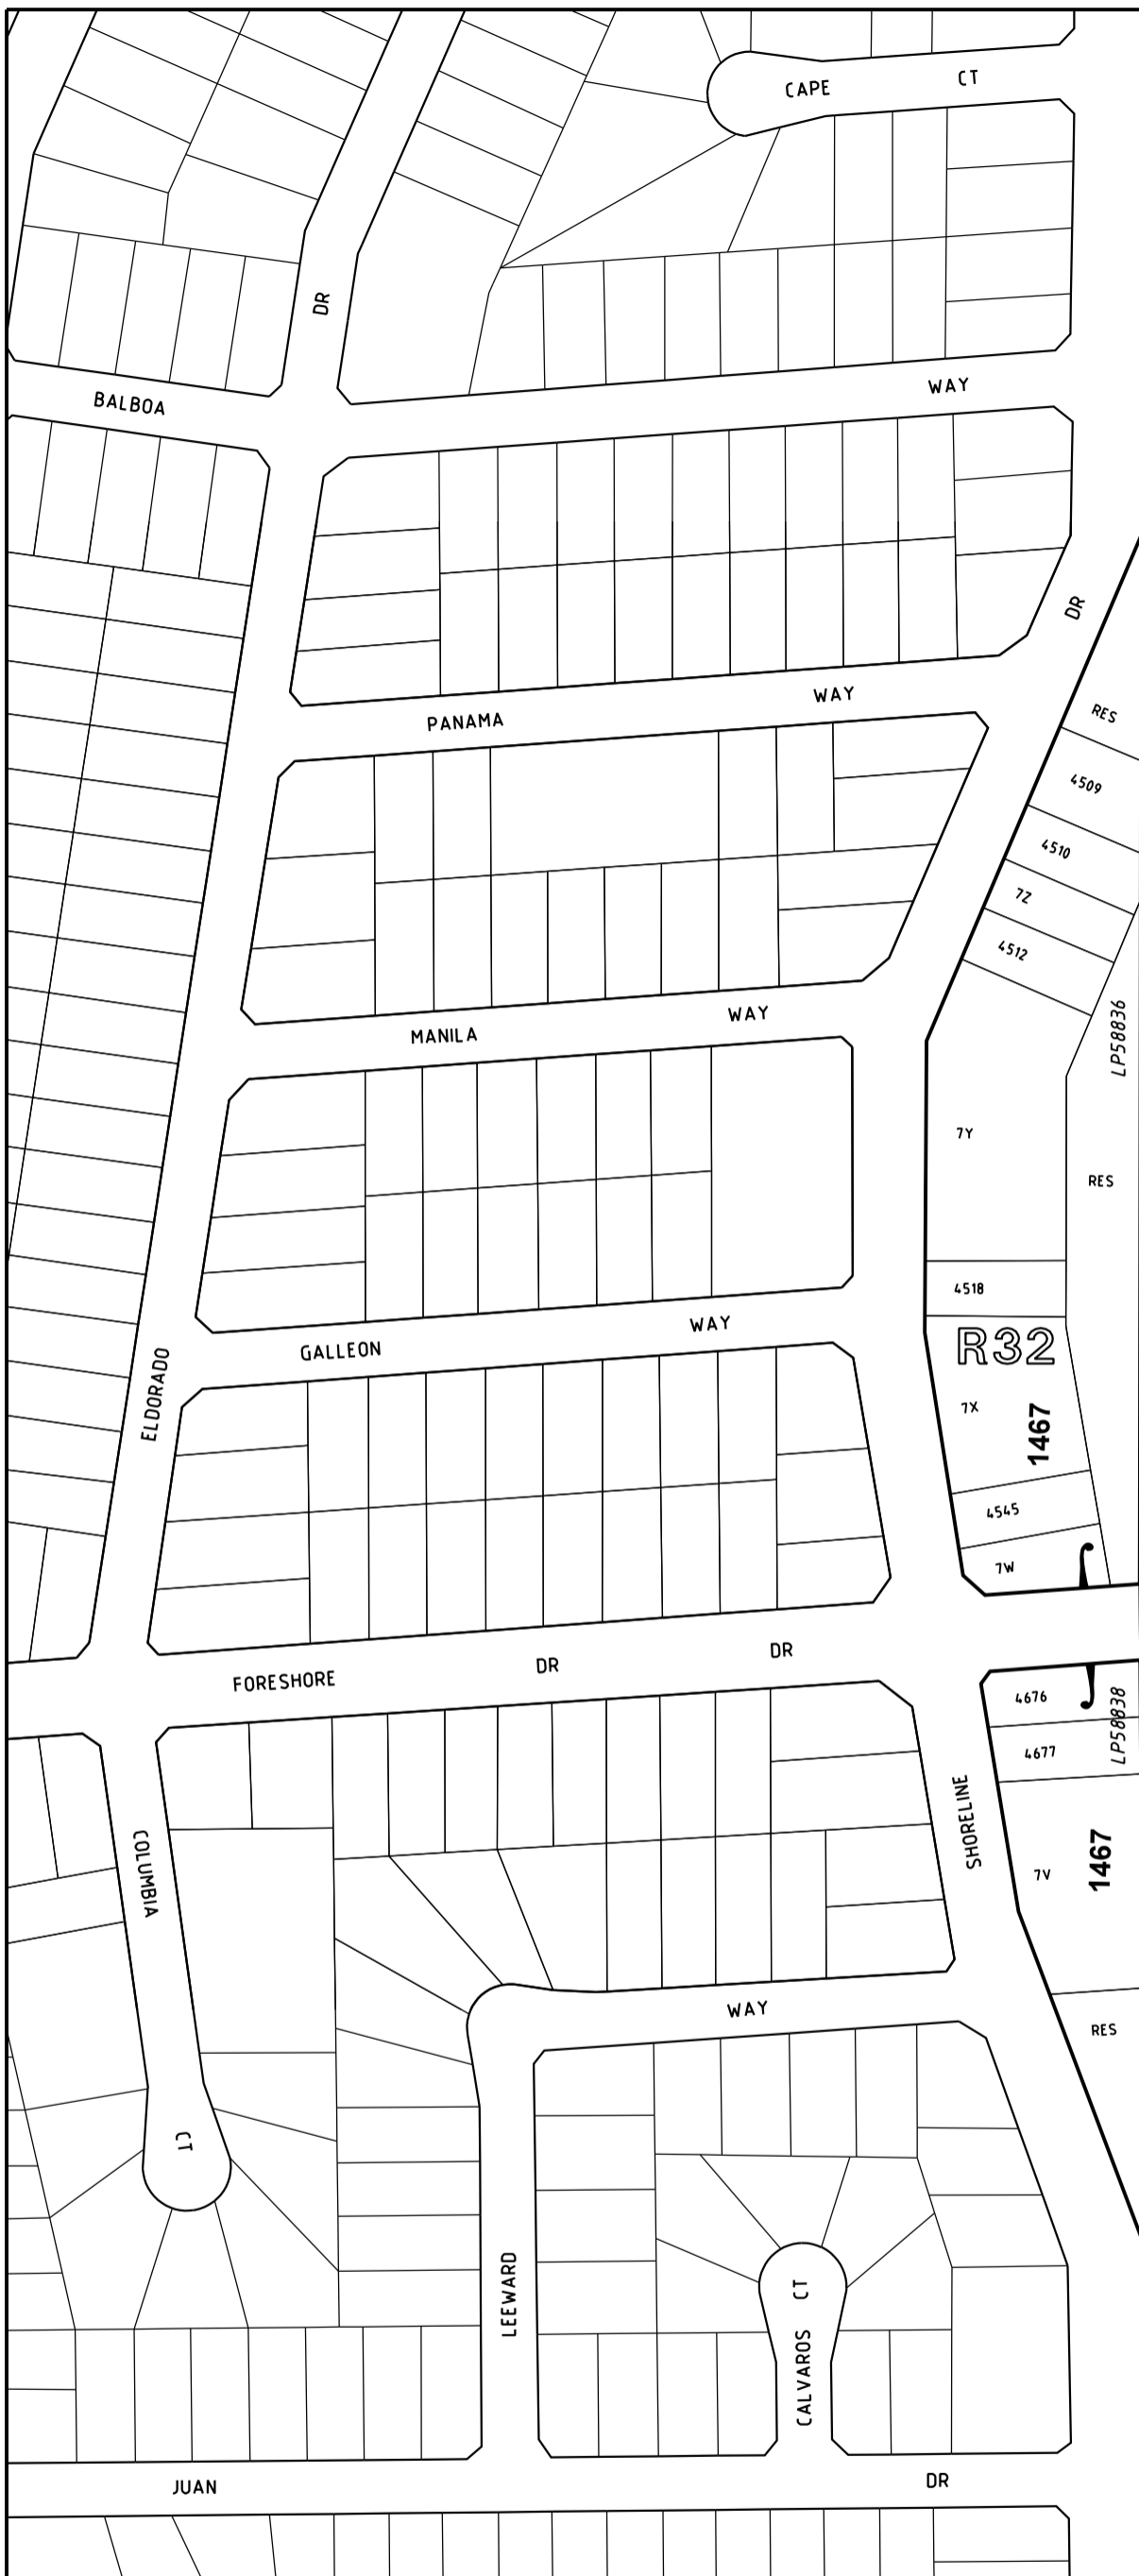 CAPE CT
DR
BALBOA WAY
DR
PANAMA WAY
RES
4509
4510
7Z
4512
LP58836
MANILA WAY
7Y
RES
4518
GALLEON WAY
R32
ELDORADO
7X
1467
4545
7W
FORESHORE DR DR
4676
LP58838
4677
SHORELINE
COLUMBIA
1467
7V
WAY
RES
CT
LEEWARD
CT
CALVAROS
JUAN DR